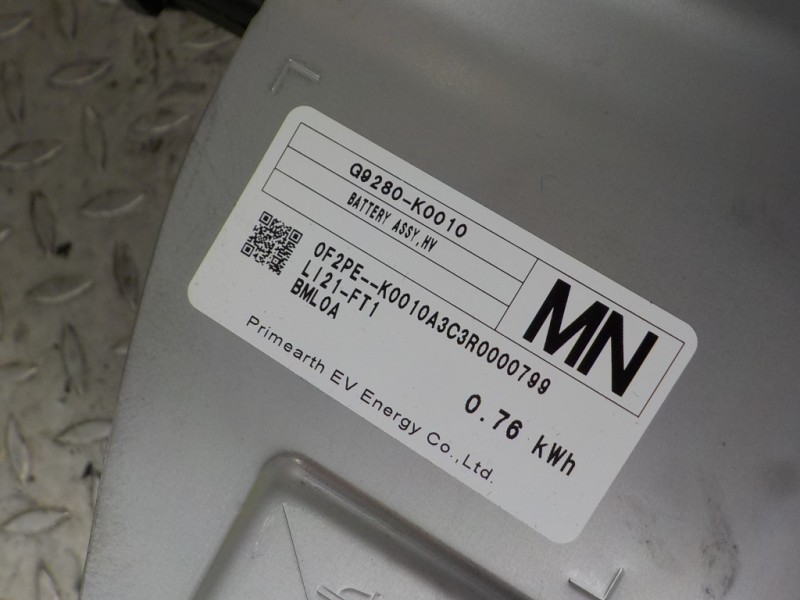 G9280-K0010
BATTERY ASSY,HV
MN
0F2PE--K0010A3C3R0000799
LI21-FT1
BML0A
0.76 kWh
Primearth EV Energy Co.,Ltd.